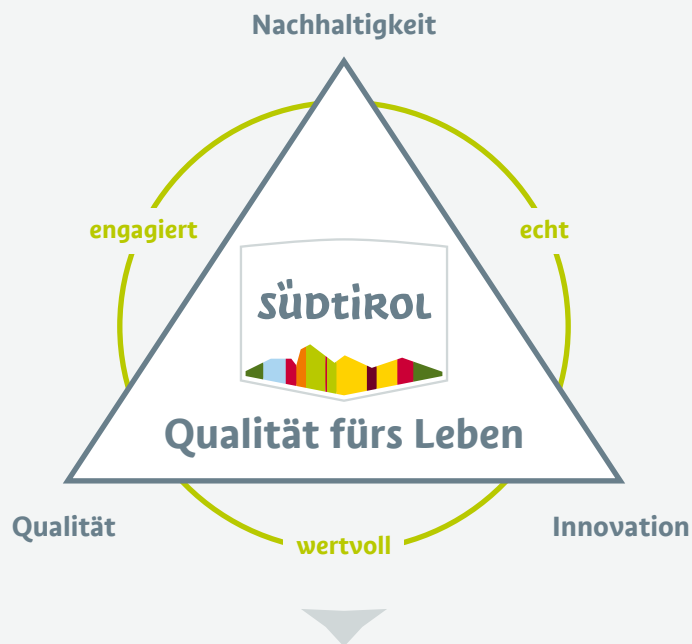 Nachhaltigkeit
engagiert
echt
südtirol
Qualität fürs Leben
Qualität
Innovation
wertvoll